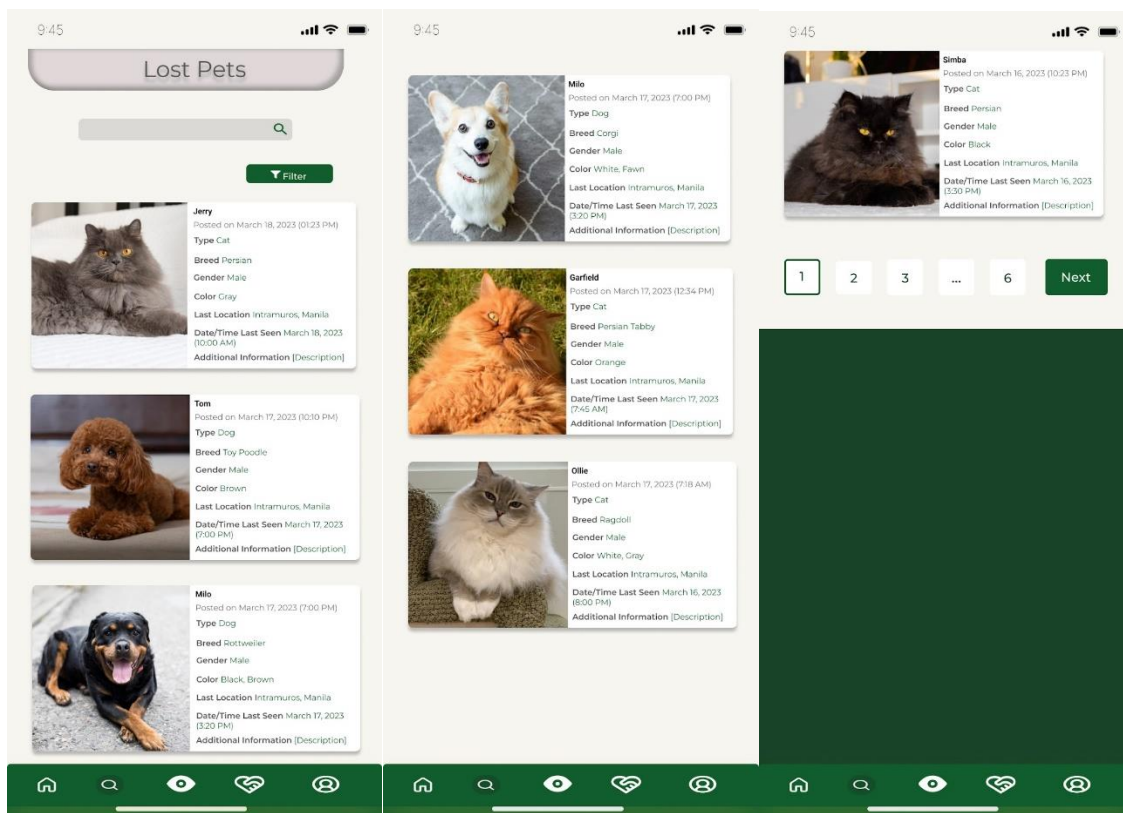 9:45
Lost Pets
Filter
Jerry
Posted on March 18, 2023 (01:23 PM)
Type Cat
Breed Persian
Gender Male
Color Gray
Last Location Intramuros, Manila
Date/Time Last Seen March 18, 2023
(10:00 AM)
Additional Information [Description]
Tom
Posted on March 17, 2023 (10:10 PM)
Type Dog
Breed Toy Poodle
Gender Male
Color Brown
Last Location Intramuros, Manila
Date/Time Last Seen March 17, 2023
(7:00 PM)
Additional Information [Description]
Milo
Posted on March 17, 2023 (7:00 PM)
Type Dog
Breed Rottweiler
Gender Male
Color Black, Brown
Last Location Intramuros, Manila
Date/Time Last Seen March 17, 2023
(3:20 PM)
Additional Information [Description]
9:45
Milo
Posted on March 17, 2023 (7:00 PM)
Type Dog
Breed Corgi
Gender Male
Color White, Fawn
Last Location Intramuros, Manila
Date/Time Last Seen March 17, 2023
(3:20 PM)
Additional Information [Description]
Garfield
Posted on March 17, 2023 (12:34 PM)
Type Cat
Breed Persian Tabby
Gender Male
Color Orange
Last Location Intramuros, Manila
Date/Time Last Seen March 17, 2023
(7:45 AM)
Additional Information [Description]
Ollie
Posted on March 17, 2023 (7:18 AM)
Type Cat
Breed Ragdoll
Gender Male
Color White, Gray
Last Location Intramuros, Manila
Date/Time Last Seen March 16, 2023
(8:00 PM)
Additional Information [Description]
9:45
Simba
Posted on March 16, 2023 (10:23 PM)
Type Cat
Breed Persian
Gender Male
Color Black
Last Location Intramuros, Manila
Date/Time Last Seen March 16, 2023
(3:30 PM)
Additional Information [Description]
1 2 3 ... 6 Next